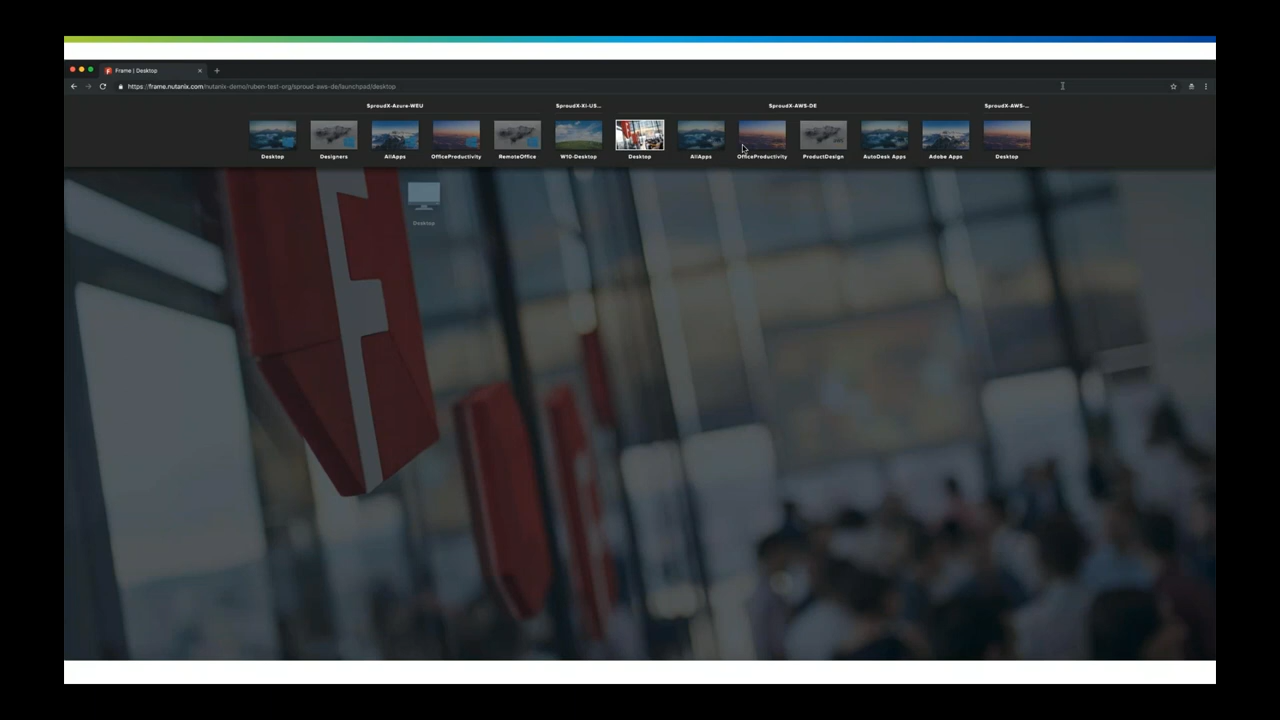 Frame | Desktop
https://frame.nutanix.com/nutanix-demo/ruben-test-org/sproud-aws-de/launchpad/desktop
SproudX-Azure-WEU SproudX-Xi-US... SproudX-AWS-DE SproudX-AWS-...
Desktop Designers AllApps OfficeProductivity RemoteOffice W10-Desktop Desktop AllApps OfficeProductivity ProductDesign AutoDesk Apps Adobe Apps Desktop
Desktop